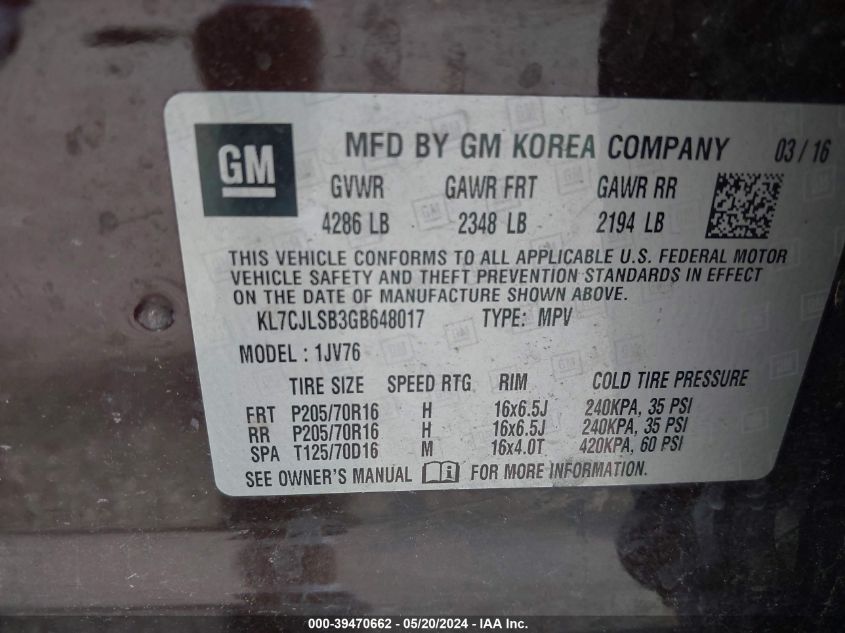 GM
MFD BY GM KOREA COMPANY 03/16
GVWR GAWR FRT GAWR RR
4286 LB 2348 LB 2194 LB
THIS VEHICLE CONFORMS TO ALL APPLICABLE U.S. FEDERAL MOTOR
VEHICLE SAFETY AND THEFT PREVENTION STANDARDS IN EFFECT
ON THE DATE OF MANUFACTURE SHOWN ABOVE.
KL7CJLSB3GB648017 TYPE: MPV
MODEL : 1JV76
TIRE SIZE SPEED RTG RIM COLD TIRE PRESSURE
FRT P205/70R16 H 16x6.5J 240KPA, 35 PSI
RR P205/70R16 H 16x6.5J 240KPA, 35 PSI
SPA T125/70D16 M 16x4.0T 420KPA, 60 PSI
SEE OWNER'S MANUAL FOR MORE INFORMATION.
000-39470662 - 05/20/2024 - IAA Inc.